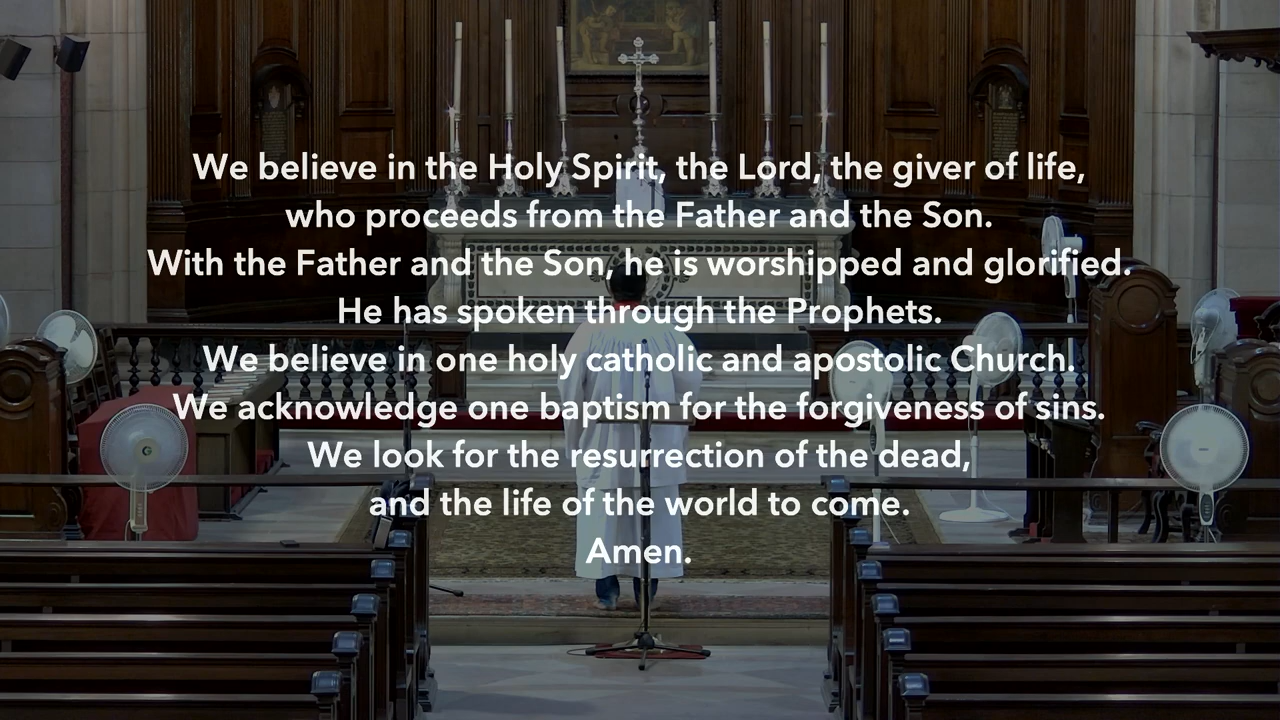 We believe in the Holy Spirit, the Lord, the giver of life,
who proceeds from the Father and the Son.
With the Father and the Son, he is worshipped and glorified.
He has spoken through the Prophets.
We believe in one holy catholic and apostolic Church.
We acknowledge one baptism for the forgiveness of sins.
We look for the resurrection of the dead,
and the life of the world to come.
Amen.